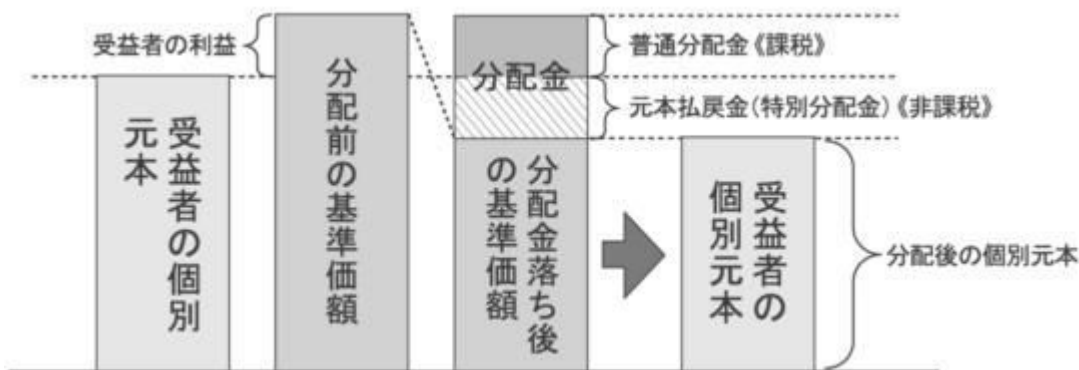 受益者の利益
受益者の個別
元本
分配前の基準価額
分配金
分配金落ち後
の基準価額
普通分配金《課税》
元本払戻金(特別分配金)《非課税》
受益者の
個別元本
分配後の個別元本